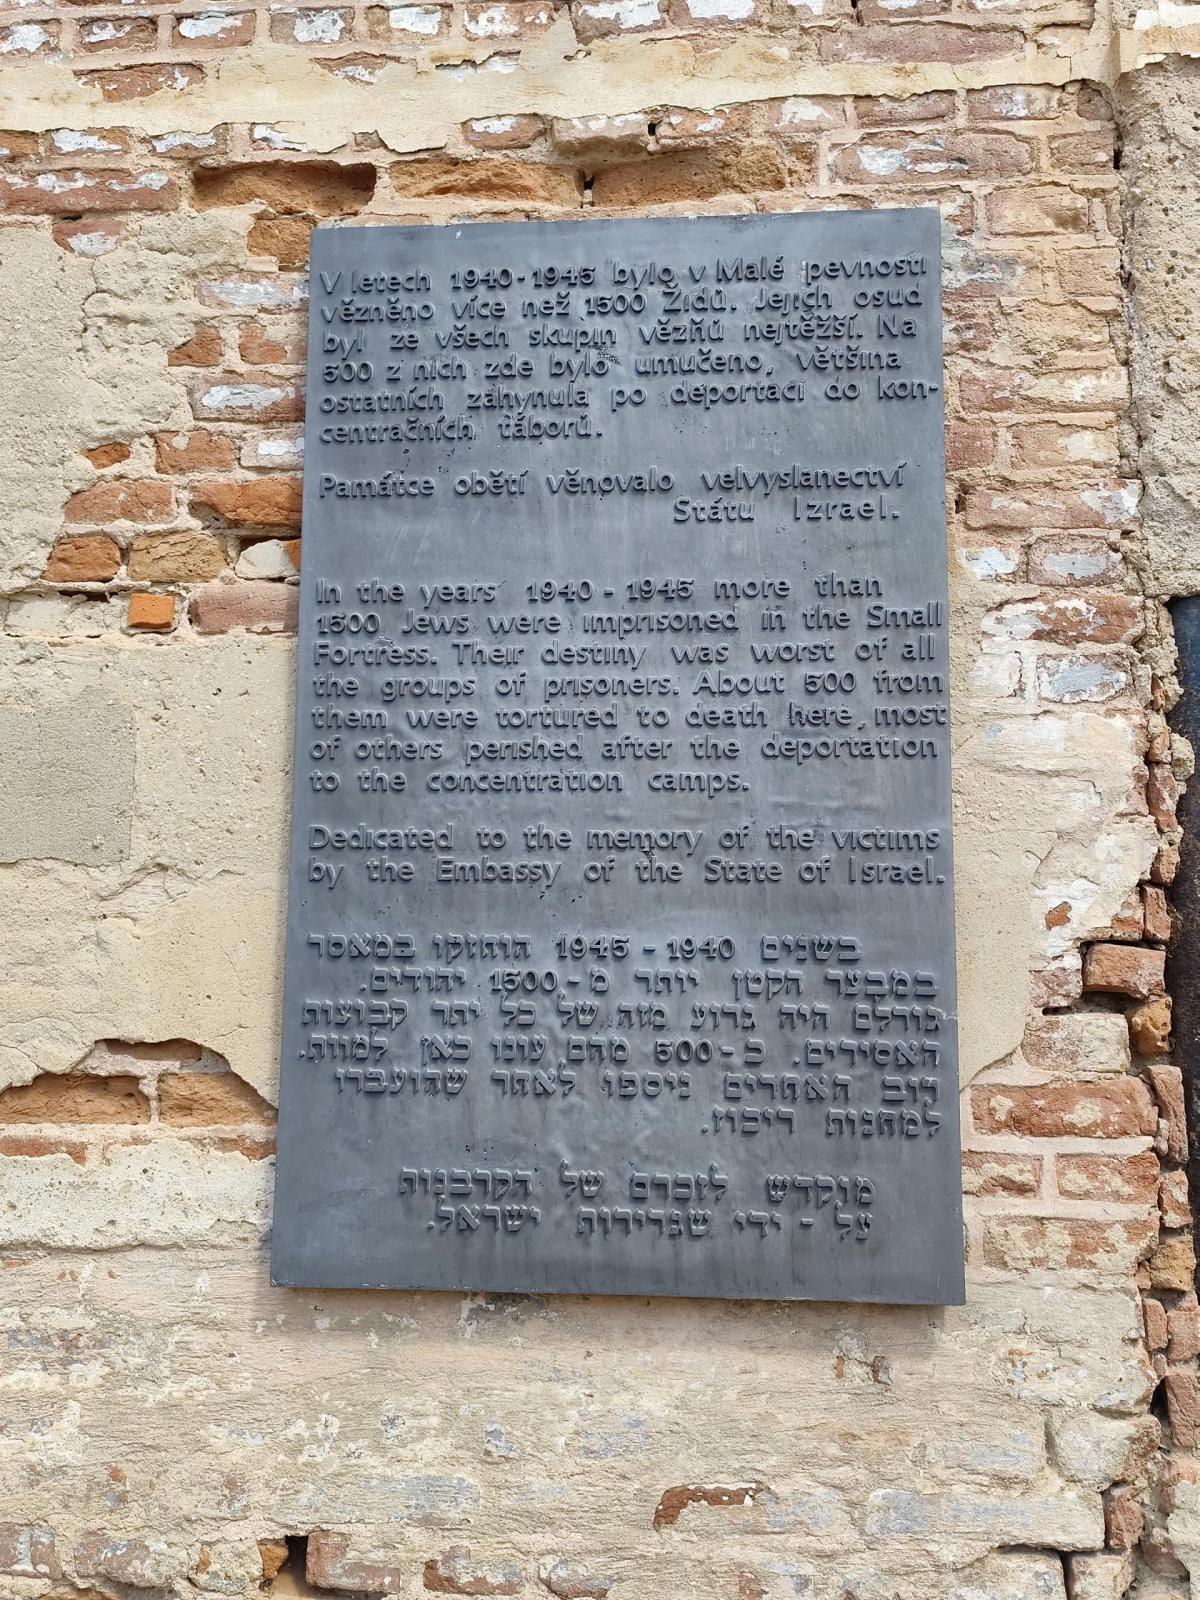 V letech 1940-1945 bylo v Malé pevnosti
vězněno více než 1500 Židů. Jejich osud
byl ze všech skupin vězňů nejtěžší. Na
500 z nich zde bylo umučeno, většina
ostatních zahynula po deportaci do kon-
centračních táborů.
Památce obětí věnovalo velvyslanectví
Státu Izrael.
In the years 1940 - 1945 more than
1500 Jews were imprisoned in the Small
Fortress. Their destiny was worst of all
the groups of prisoners. About 500 from
them were tortured to death here, most
of others perished after the deportation
to the concentration camps.
Dedicated to the memory of the victims
by the Embassy of the State of Israel.
בשנים 1940 - 1945 הוחזקו במאסר
במבצר הקטן יותר מ-1500 יהודים.
גורלם היה גרוע מזה של כל יתר קבוצות
האסירים. כ-500 מהם עונו כאן למוות.
רוב האחרים ניספו לאחר שהועברו
למחנות ריכוז.
מוקדש לזכרם של הקרבנות
על - ידי שגרירות ישראל.